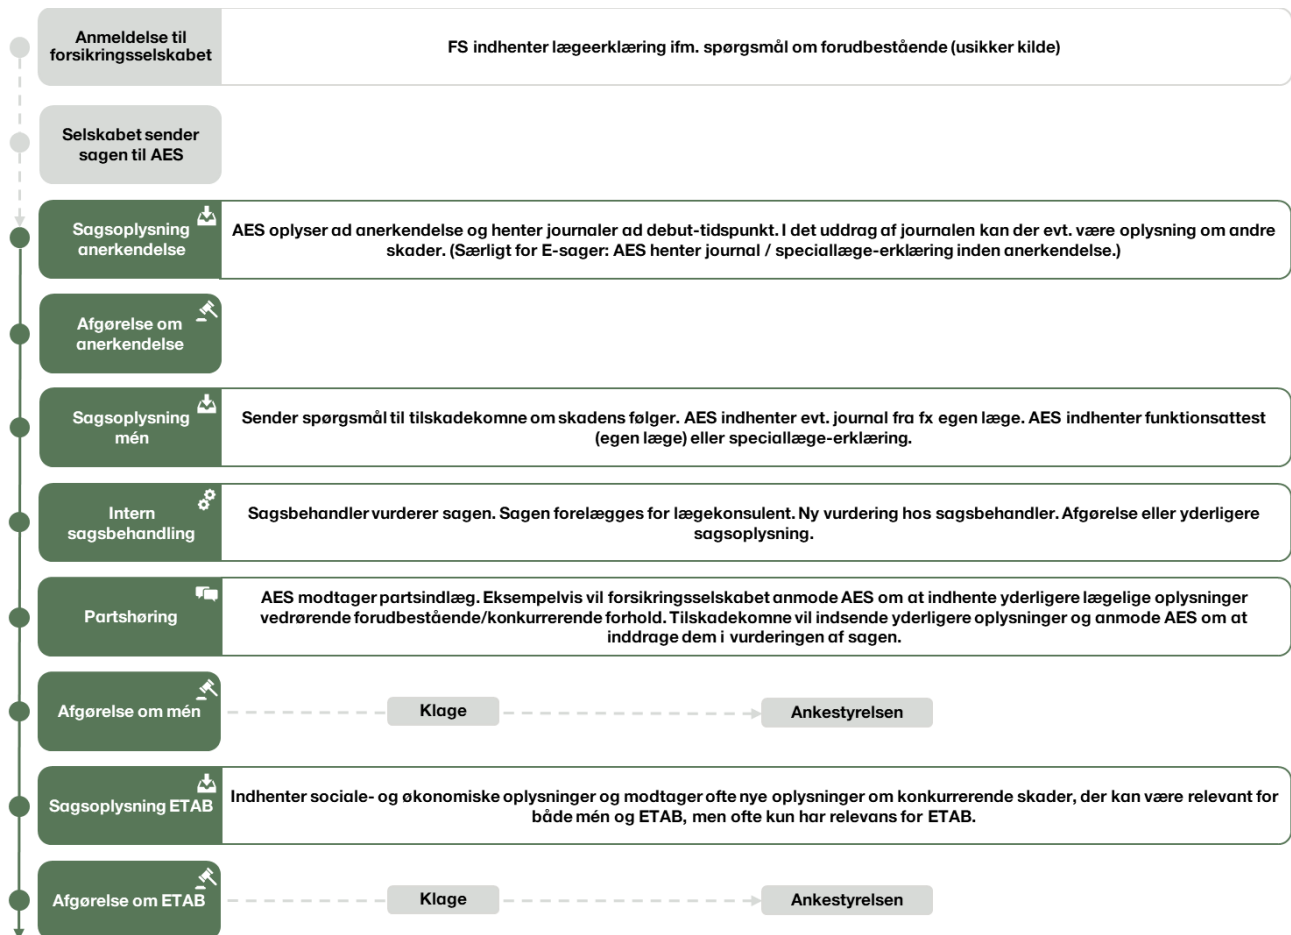 Anmeldelse til
forsikringsselskabet
FS indhenter lægeerklæring ifm. spørgsmål om forudbestående (usikker kilde)
Selskabet sender
sagen til AES
Sagsoplysning
anerkendelse
AES oplyser ad anerkendelse og henter journaler ad debut-tidspunkt. I det uddrag af journalen kan der evt. være oplysning om andre
skader. (Særligt for E-sager: AES henter journal / speciallæge-erklæring inden anerkendelse.)
Afgørelse om
anerkendelse
Sagsoplysning
mén
Sender spørgsmål til tilskadekomne om skadens følger. AES indhenter evt. journal fra fx egen læge. AES indhenter funktionsattest
(egen læge) eller speciallæge-erklæring.
Intern
sagsbehandling
Sagsbehandler vurderer sagen. Sagen forelægges for lægekonsulent. Ny vurdering hos sagsbehandler. Afgørelse eller yderligere
sagsoplysning.
Partshøring
AES modtager partsindlæg. Eksempelvis vil forsikringsselskabet anmode AES om at indhente yderligere lægelige oplysninger
vedrørende forudbestående/konkurrerende forhold. Tilskadekomne vil indsende yderligere oplysninger og anmode AES om at
inddrage dem i vurderingen af sagen.
Afgørelse om mén
Klage
Ankestyrelsen
Sagsoplysning ETAB
Indhenter sociale- og økonomiske oplysninger og modtager ofte nye oplysninger om konkurrerende skader, der kan være relevant for
både mén og ETAB, men ofte kun har relevans for ETAB.
Afgørelse om ETAB
Klage
Ankestyrelsen